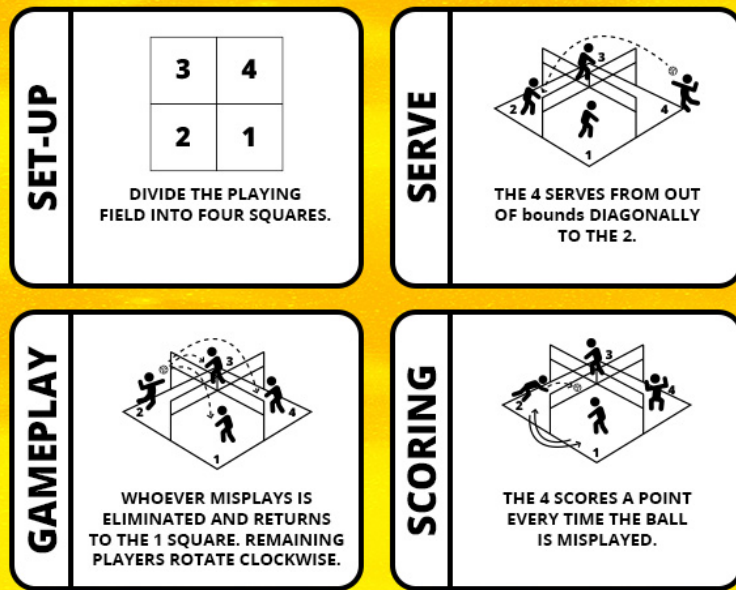 SET-UP
3 4
2 1
DIVIDE THE PLAYING
FIELD INTO FOUR SQUARES.
SERVE
3
2
4
1
THE 4 SERVES FROM OUT
OF bounds DIAGONALLY
TO THE 2.
GAMEPLAY
3
2
4
1
WHOEVER MISPLAYS IS
ELIMINATED AND RETURNS
TO THE 1 SQUARE. REMAINING
PLAYERS ROTATE CLOCKWISE.
SCORING
3
4
2
1
THE 4 SCORES A POINT
EVERY TIME THE BALL
IS MISPLAYED.